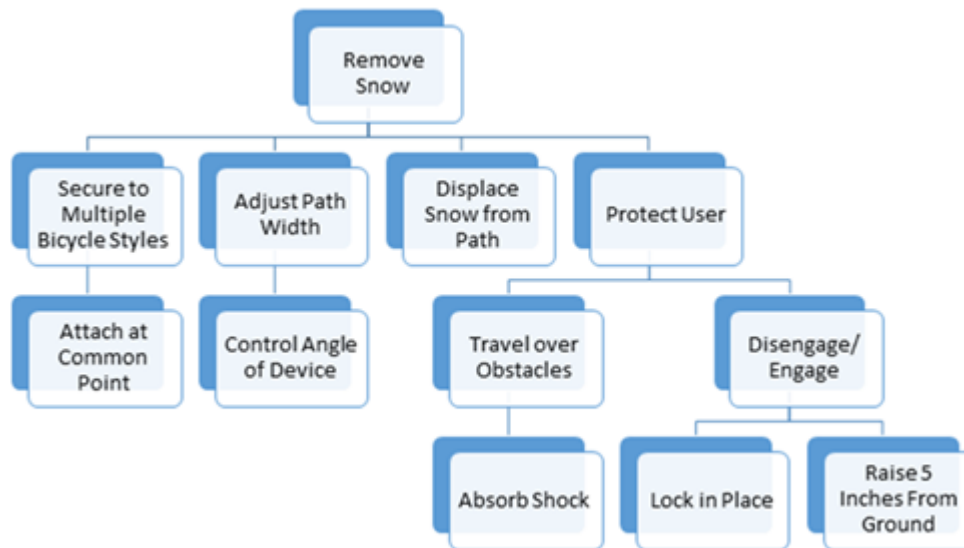 Remove
Snow
Secure to
Multiple
Bicycle Styles
Adjust Path
Width
Displace
Snow from
Path
Protect User
Attach at
Common
Point
Control Angle
of Device
Travel over
Obstacles
Disengage/
Engage
Absorb Shock
Lock in Place
Raise 5
Inches From
Ground